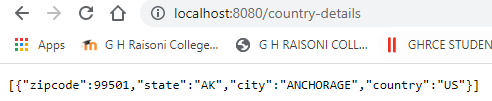 localhost:8080/country-details
Apps G H Raisoni College... G H RAISONI COLL... GHRCE STUDEN
[{"zipcode":99501,"state":"AK","city":"ANCHORAGE","country":"US"}]